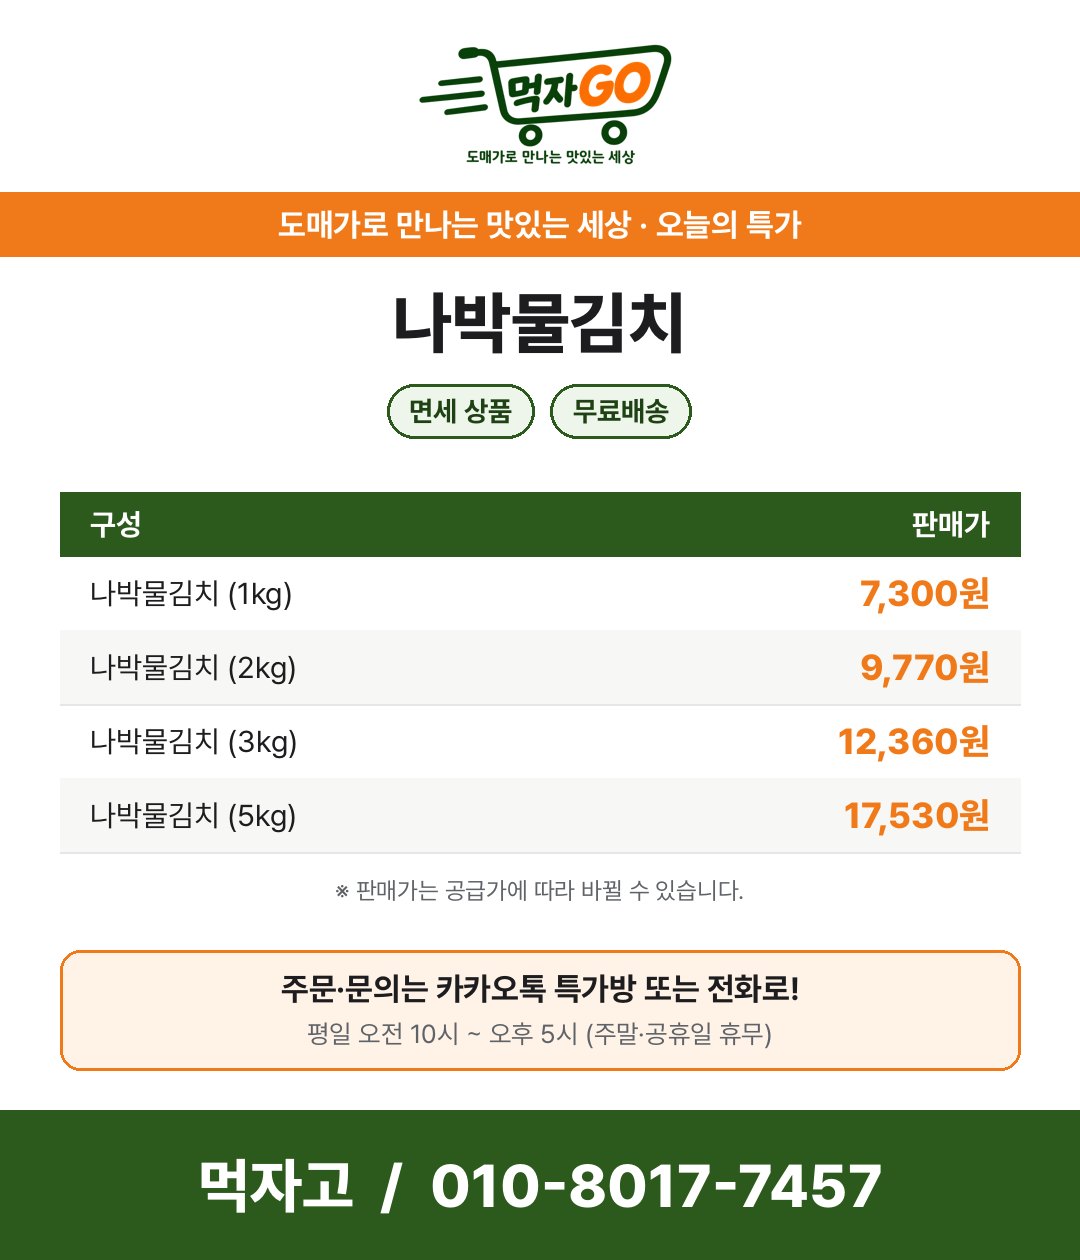 먹자GO
도매가로 만나는 맛있는 세상
도매가로 만나는 맛있는 세상 · 오늘의 특가
나박물김치
면세 상품 무료배송
구성 판매가
나박물김치 (1kg) 7,300원
나박물김치 (2kg) 9,770원
나박물김치 (3kg) 12,360원
나박물김치 (5kg) 17,530원
※ 판매가는 공급가에 따라 바뀔 수 있습니다.
주문·문의는 카카오톡 특가방 또는 전화로!
평일 오전 10시 ~ 오후 5시 (주말·공휴일 휴무)
먹자고 / 010-8017-7457